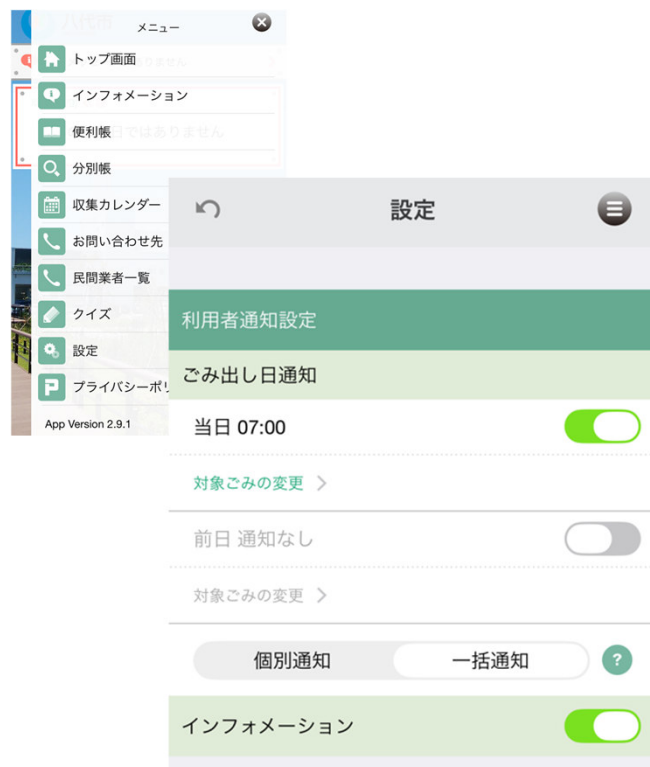 八代市
メニュー
トップ画面
インフォメーション
便利帳
日ではありません
分別帳
収集カレンダー
お問い合わせ先
民間業者一覧
クイズ
設定
プライバシーポリ
App Version 2.9.1
設定
利用者通知設定
ごみ出し日通知
当日 07:00
対象ごみの変更 >
前日 通知なし
対象ごみの変更 >
個別通知 一括通知 ?
インフォメーション